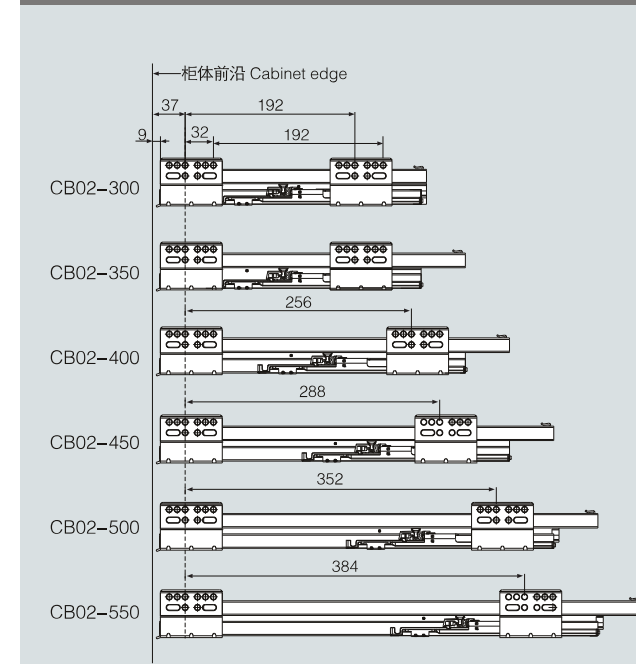 柜体前沿 Cabinet edge
37 192
9 32 192
CB02-300
CB02-350
256
CB02-400
288
CB02-450
352
CB02-500
384
CB02-550